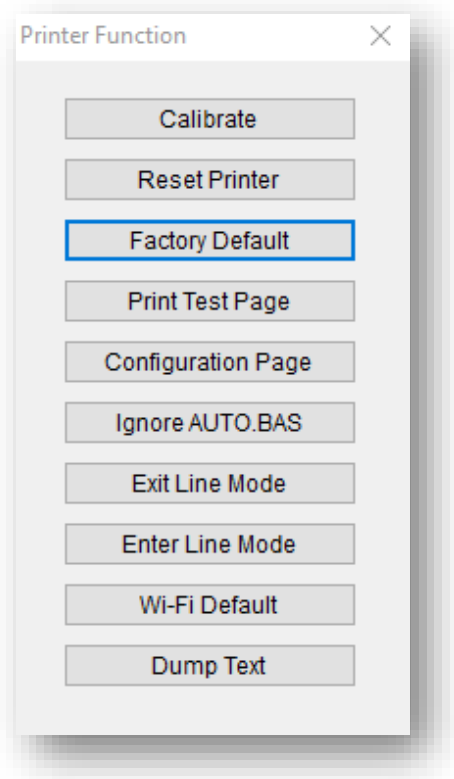 Printer Function
Calibrate
Reset Printer
Factory Default
Print Test Page
Configuration Page
Ignore AUTO.BAS
Exit Line Mode
Enter Line Mode
Wi-Fi Default
Dump Text